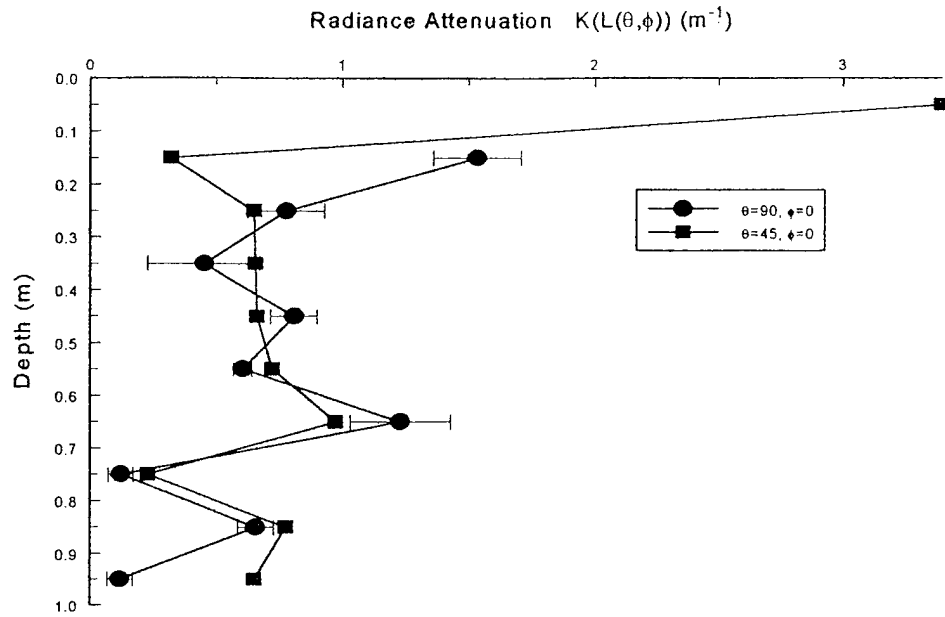 Radiance Attenuation K(L(θ,ϕ)) (m⁻¹)
0 1 2 3
0.0
0.1
0.2
0.3
0.4
0.5
0.6
0.7
0.8
0.9
1.0
Depth (m)
θ=90, ϕ=0
θ=45, ϕ=0